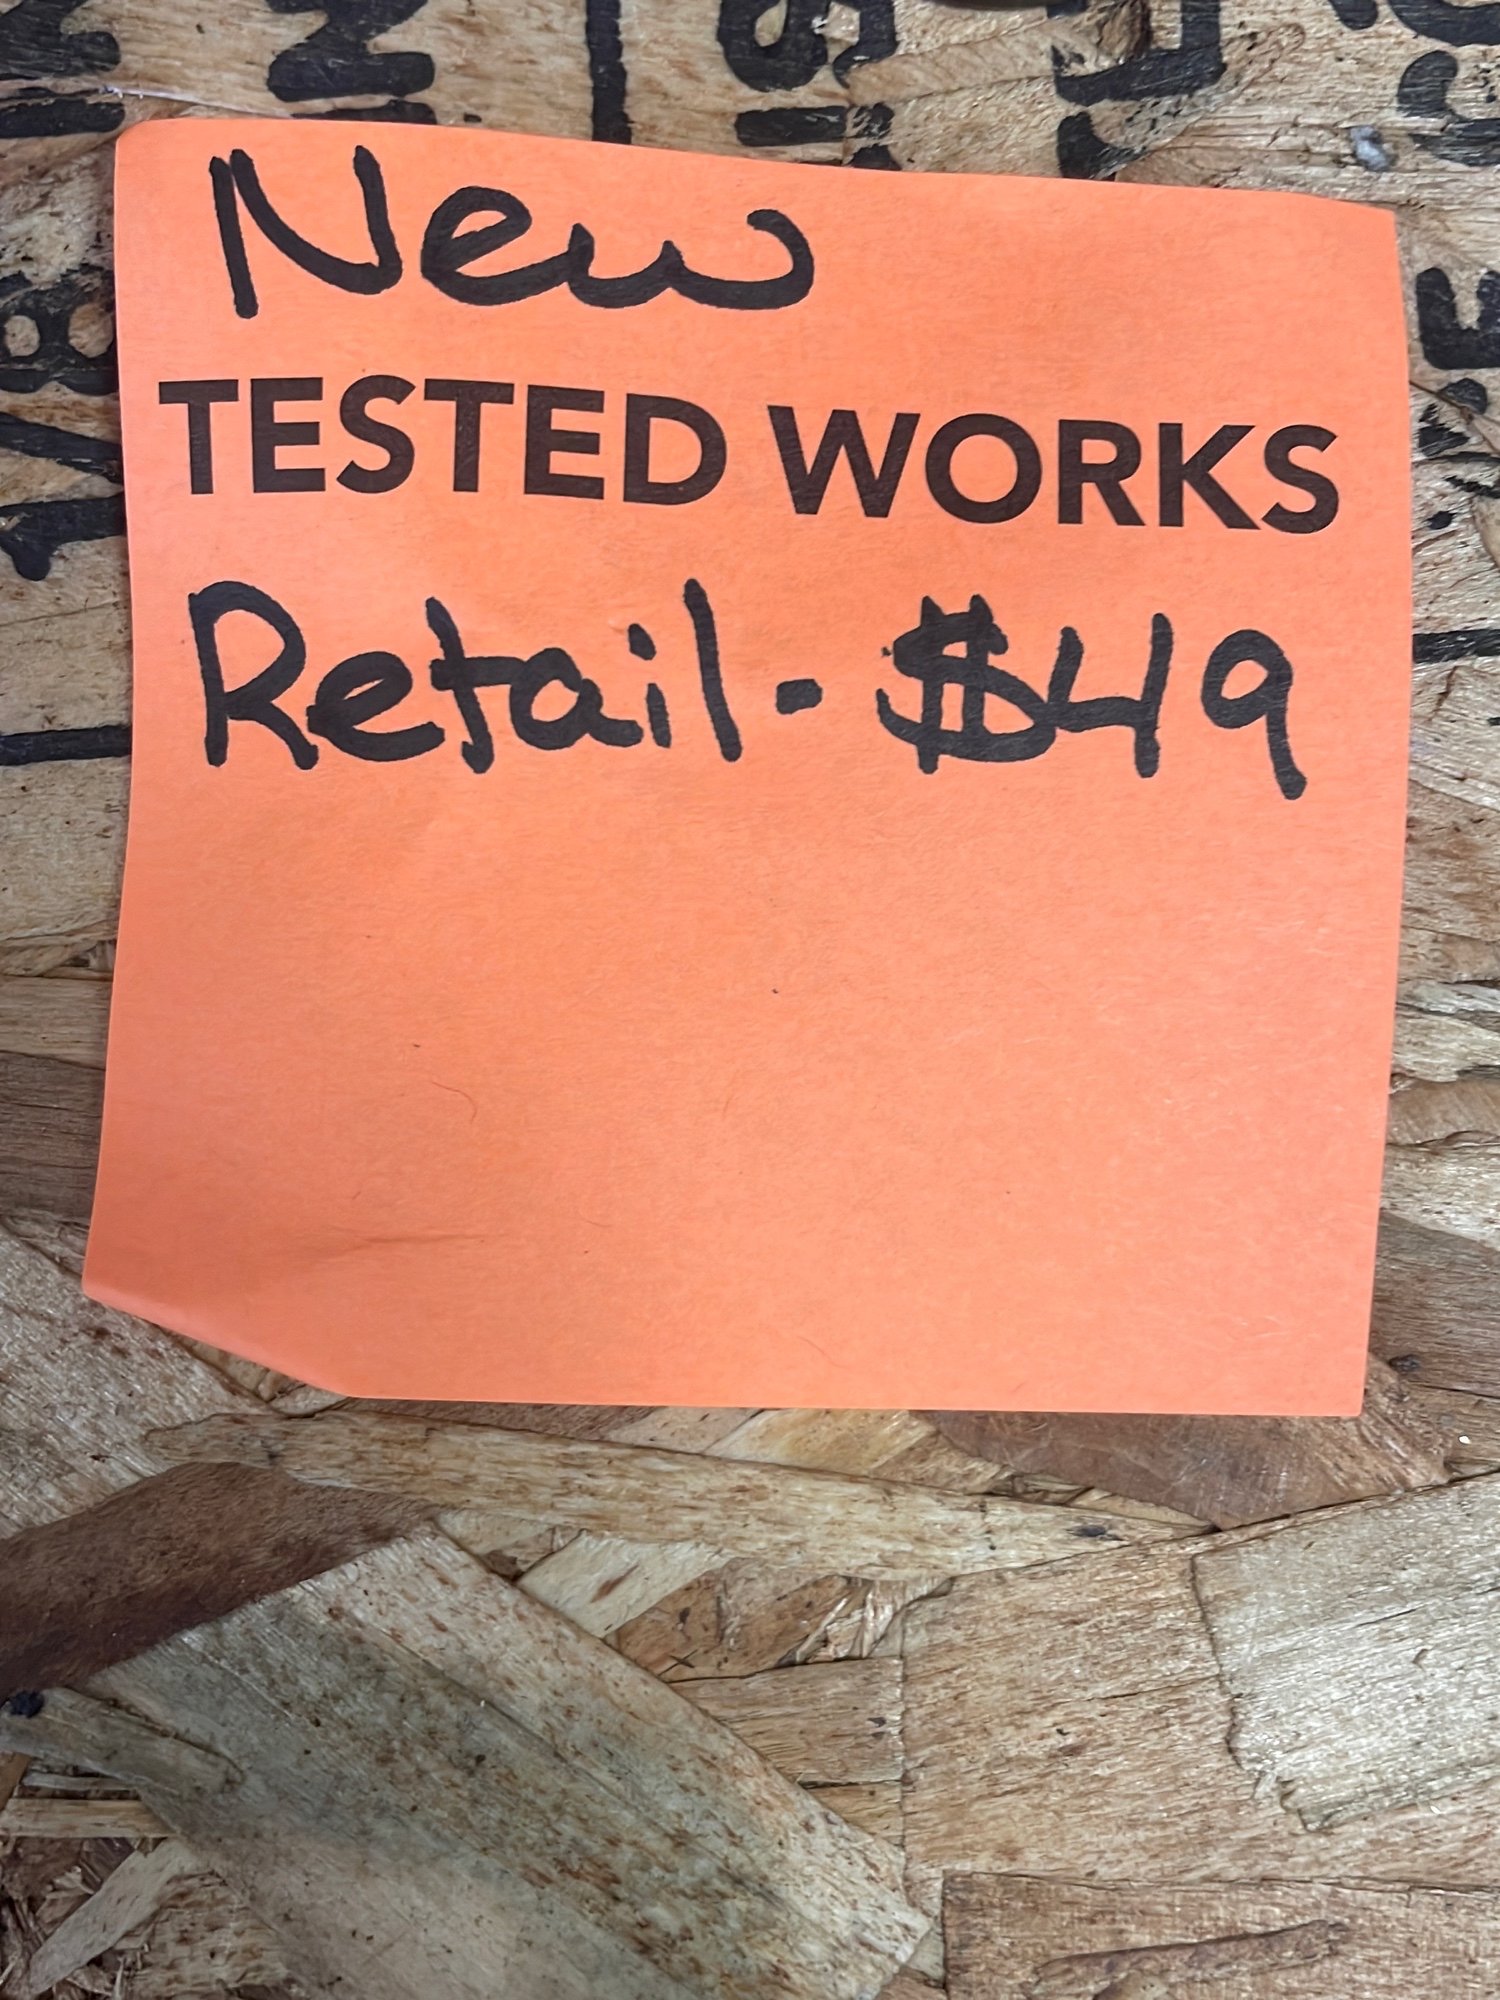 New
TESTED WORKS
Retail - $49